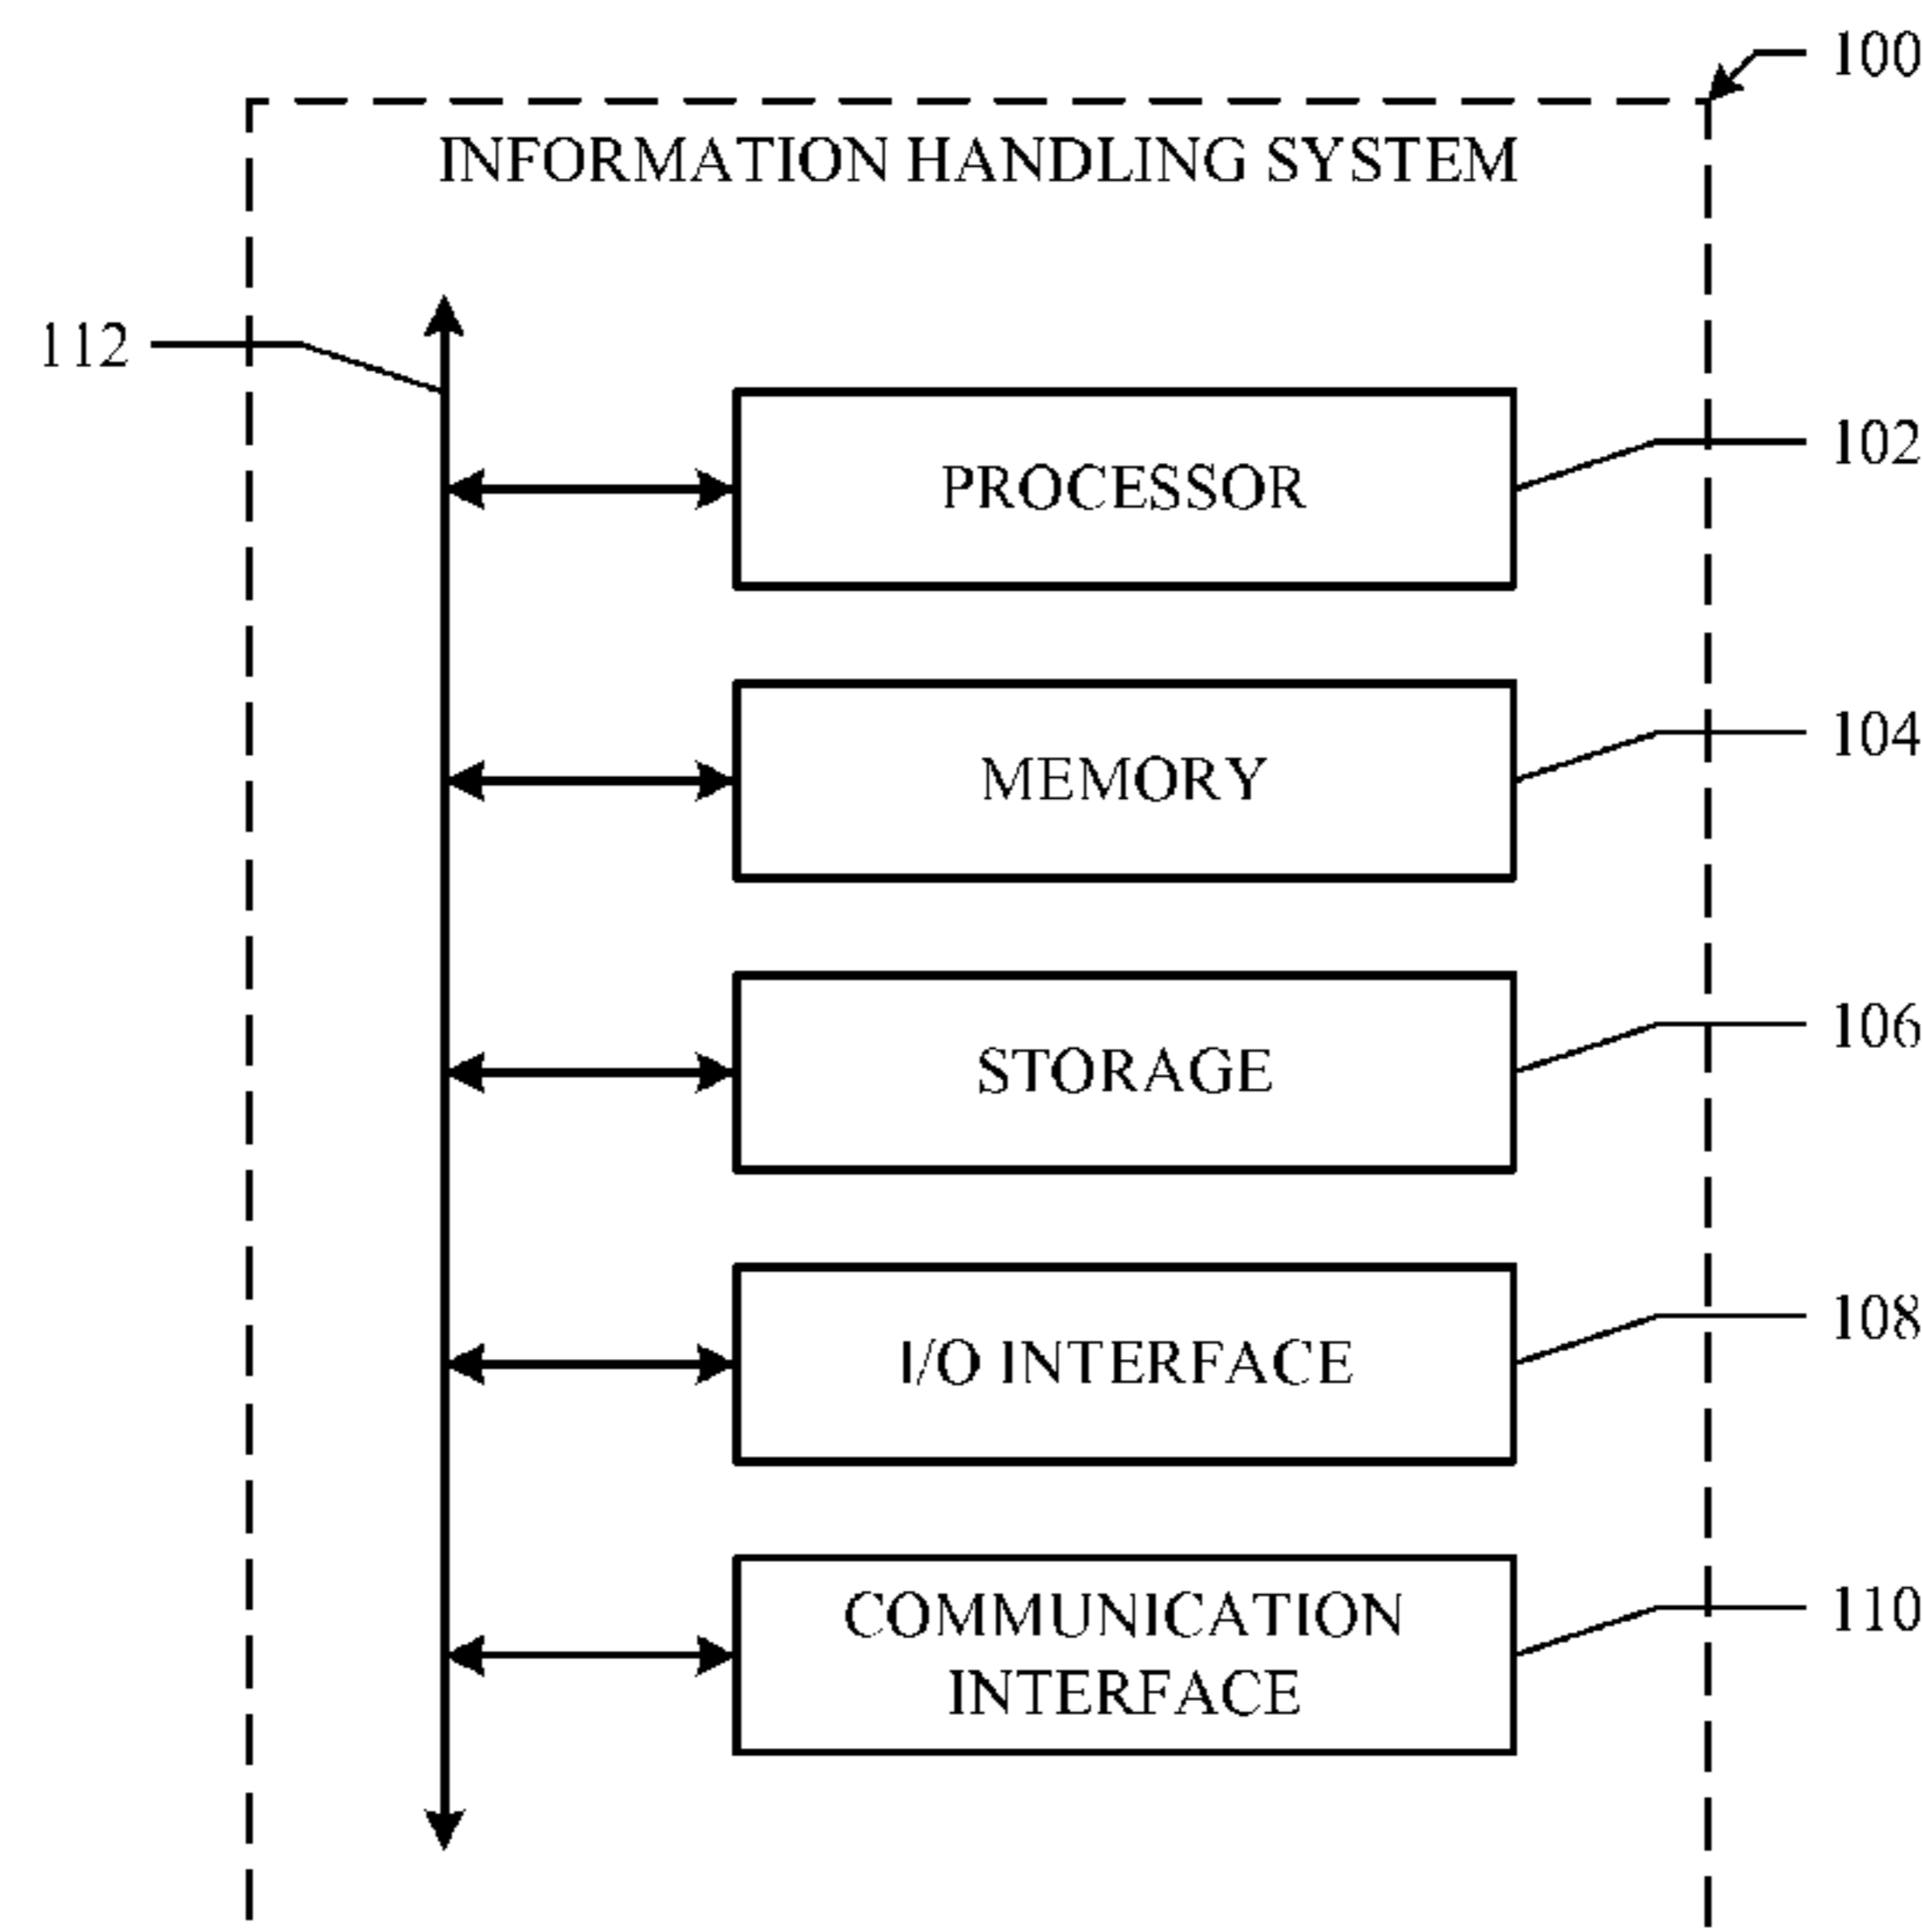 100
INFORMATION HANDLING SYSTEM
112
PROCESSOR
102
MEMORY
104
STORAGE
106
I/O INTERFACE
108
COMMUNICATION
INTERFACE
110